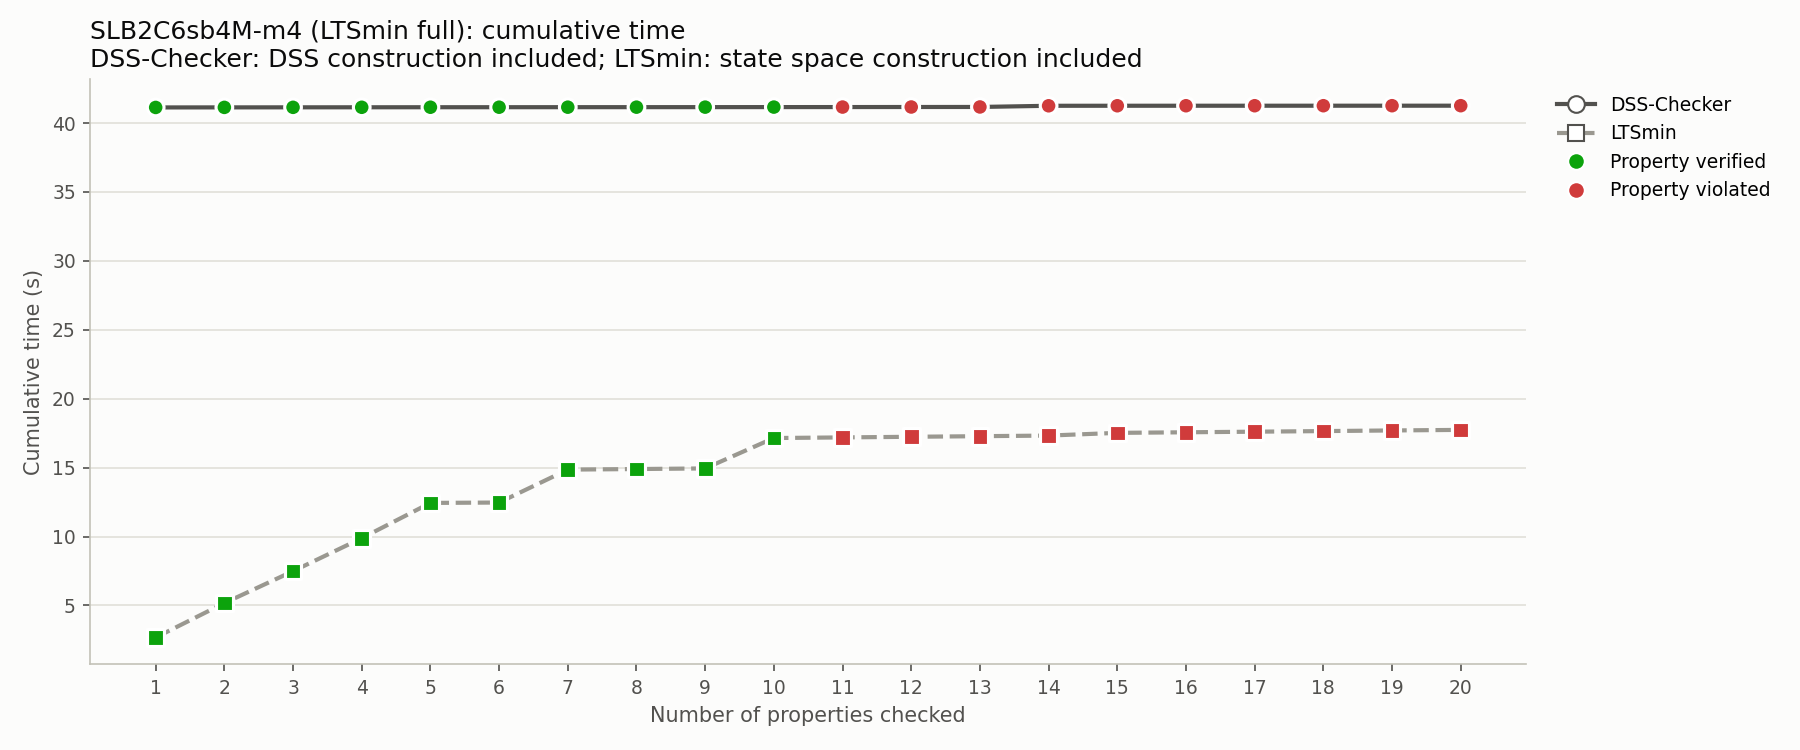 SLB2C6sb4M-m4 (LTSmin full): cumulative time
DSS-Checker: DSS construction included; LTSmin: state space construction included
Cumulative time (s)
40
35
30
25
20
15
10
5
1 2 3 4 5 6 7 8 9 10 11 12 13 14 15 16 17 18 19 20
Number of properties checked
DSS-Checker
LTSmin
Property verified
Property violated